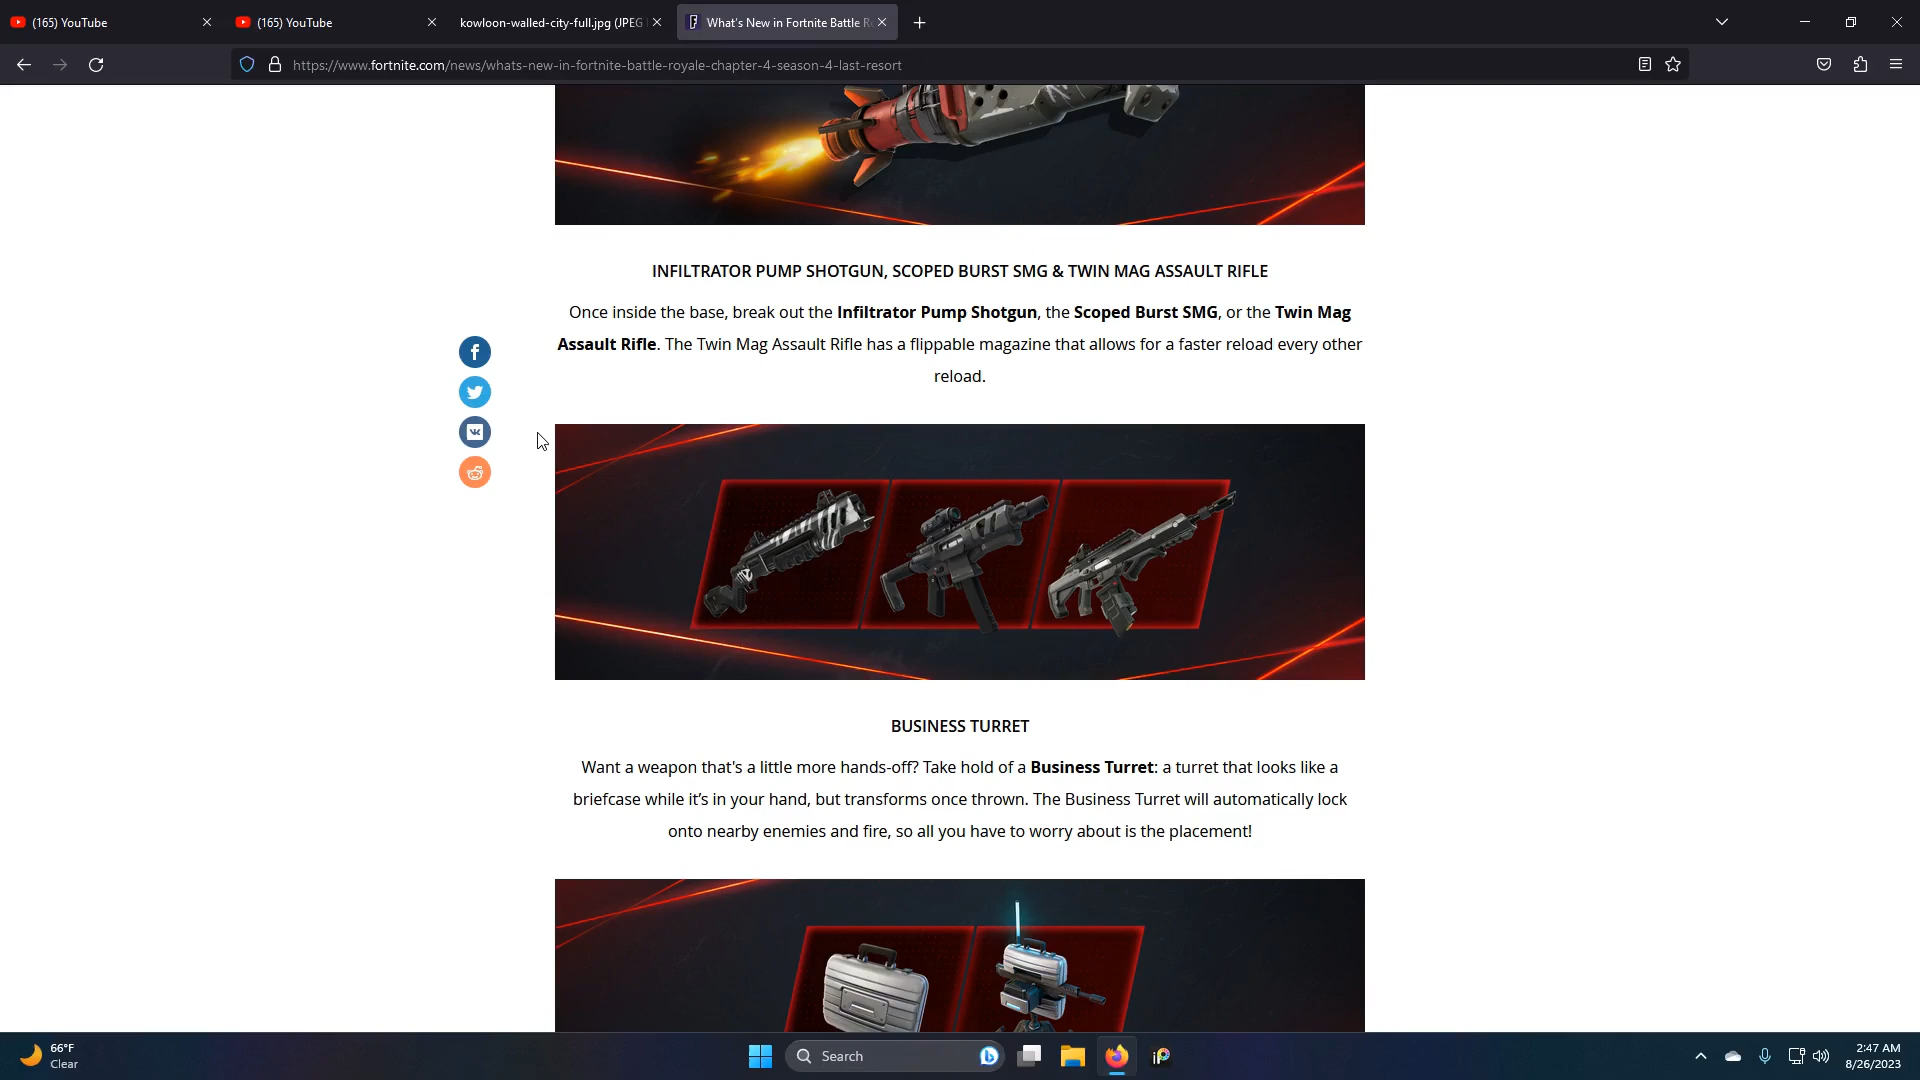 (165) YouTube
(165) YouTube
kowloon-walled-city-full.jpg (JPEG
What's New in Fortnite Battle R
https://www.fortnite.com/news/whats-new-in-fortnite-battle-royale-chapter-4-season-4-last-resort
INFILTRATOR PUMP SHOTGUN, SCOPED BURST SMG & TWIN MAG ASSAULT RIFLE
Once inside the base, break out the Infiltrator Pump Shotgun, the Scoped Burst SMG, or the Twin Mag
Assault Rifle. The Twin Mag Assault Rifle has a flippable magazine that allows for a faster reload every other
reload.
BUSINESS TURRET
Want a weapon that's a little more hands-off? Take hold of a Business Turret: a turret that looks like a
briefcase while it’s in your hand, but transforms once thrown. The Business Turret will automatically lock
onto nearby enemies and fire, so all you have to worry about is the placement!
66°F
Clear
Search
2:47 AM
8/26/2023